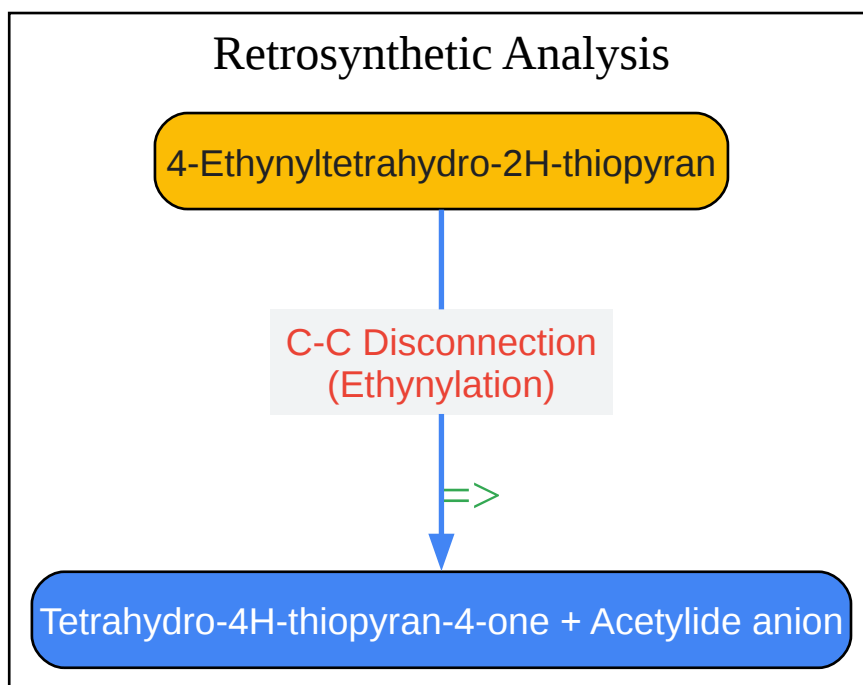 Retrosynthetic Analysis
4-Ethynyltetrahydro-2H-thiopyran
C-C Disconnection
(Ethynylation)
=>
Tetrahydro-4H-thiopyran-4-one + Acetylide anion